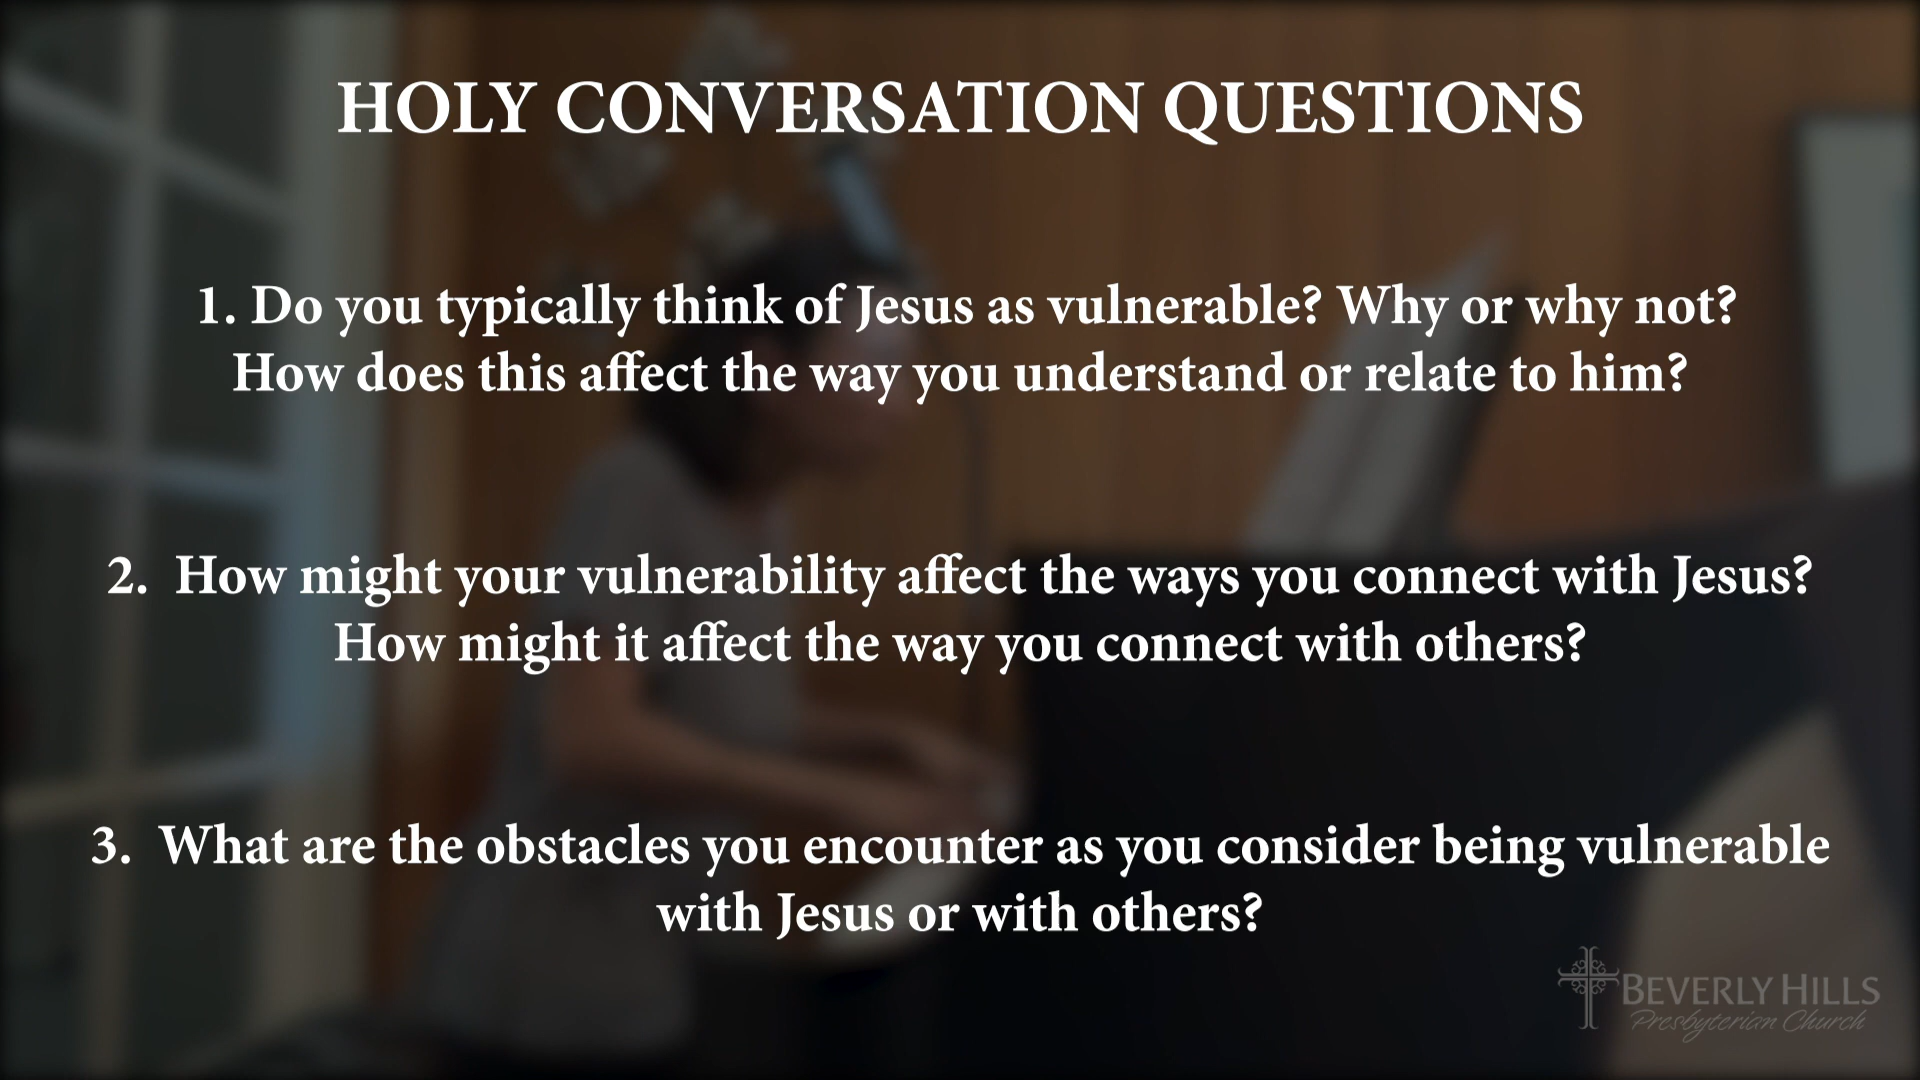 HOLY CONVERSATION QUESTIONS
1. Do you typically think of Jesus as vulnerable? Why or why not?
How does this affect the way you understand or relate to him?
2. How might your vulnerability affect the ways you connect with Jesus?
How might it affect the way you connect with others?
3. What are the obstacles you encounter as you consider being vulnerable
with Jesus or with others?
BEVERLY HILLS
Presbyterian Church